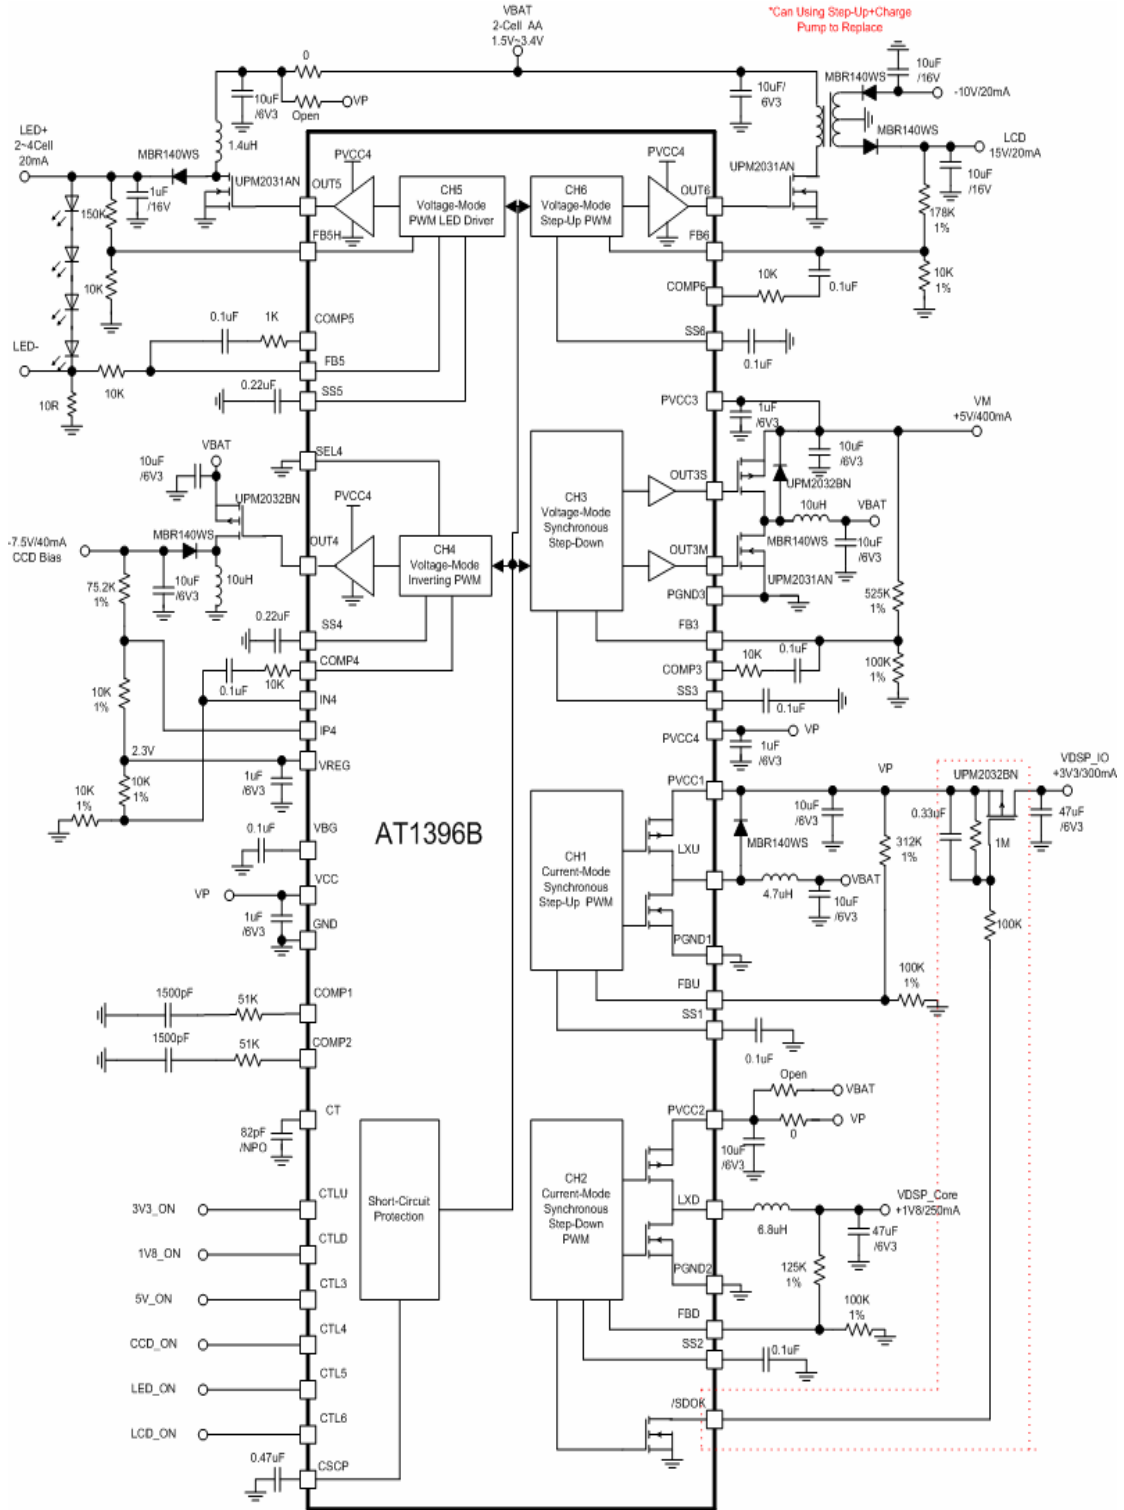 VBAT
2-Cell AA
1.5V~3.4V
*Can Using Step-Up+Charge
Pump to Replace
0
10uF
/6V3
Open
VP
10uF/
6V3
MBR140WS
10uF
/16V
-10V/20mA
LED+
2~4Cell
20mA
MBR140WS
1.4uH
UPM2031AN
1uF
/16V
150K
10K
OUT5
PVCC4
CH5
Voltage-Mode
PWM LED Driver
FB5H
CH6
Voltage-Mode
Step-Up PWM
PVCC4
OUT6
UPM2031AN
MBR140WS
LCD
15V/20mA
10uF
/16V
178K
1%
FB6
10K
1%
COMP6
10K
0.1uF
SS6
0.1uF
0.1uF
1K
COMP5
LED-
10K
FB5
0.22uF
SS5
10R
PVCC3
1uF
/6V3
VM
+5V/400mA
10uF
/6V3
VBAT
10uF
/6V3
SEL4
UPM2032BN
PVCC4
OUT4
CH4
Voltage-Mode
Inverting PWM
CH3
Voltage-Mode
Synchronous
Step-Down
OUT3S
UPM2032BN
10uH
VBAT
OUT3M
MBR140WS
10uF
/6V3
UPM2031AN
PGND3
-7.5V/40mA
CCD Bias
MBR140WS
75.2K
1%
10uF
/6V3
10uH
0.22uF
SS4
COMP4
0.1uF
10K
IN4
10K
1%
IP4
2.3V
VREG
FB3
525K
1%
COMP3
10K
0.1uF
100K
1%
SS3
0.1uF
PVCC4
VP
1uF
/6V3
10K
1%
10K
1%
1uF
/6V3
0.1uF
VBG
AT1396B
VP
VCC
1uF
/6V3
GND
PVCC1
VP
UPM2032BN
VDSP_IO
+3V3/300mA
CH1
Current-Mode
Synchronous
Step-Up PWM
LXU
MBR140WS
10uF
/6V3
312K
1%
0.33uF
1M
47uF
/6V3
4.7uH
VBAT
10uF
/6V3
PGND1
100K
FBU
100K
1%
SS1
0.1uF
1500pF
51K
COMP1
1500pF
51K
COMP2
CT
82pF
/NPO
Short-Circuit
Protection
Open
VBAT
PVCC2
VP
0
10uF
/6V3
CH2
Current-Mode
Synchronous
Step-Down
PWM
LXD
6.8uH
VDSP_Core
+1V8/250mA
47uF
/6V3
PGND2
125K
1%
FBD
100K
1%
SS2
0.1uF
/SDOK
3V3_ON
CTLU
1V8_ON
CTLD
5V_ON
CTL3
CCD_ON
CTL4
LED_ON
CTL5
LCD_ON
CTL6
0.47uF
CSCP